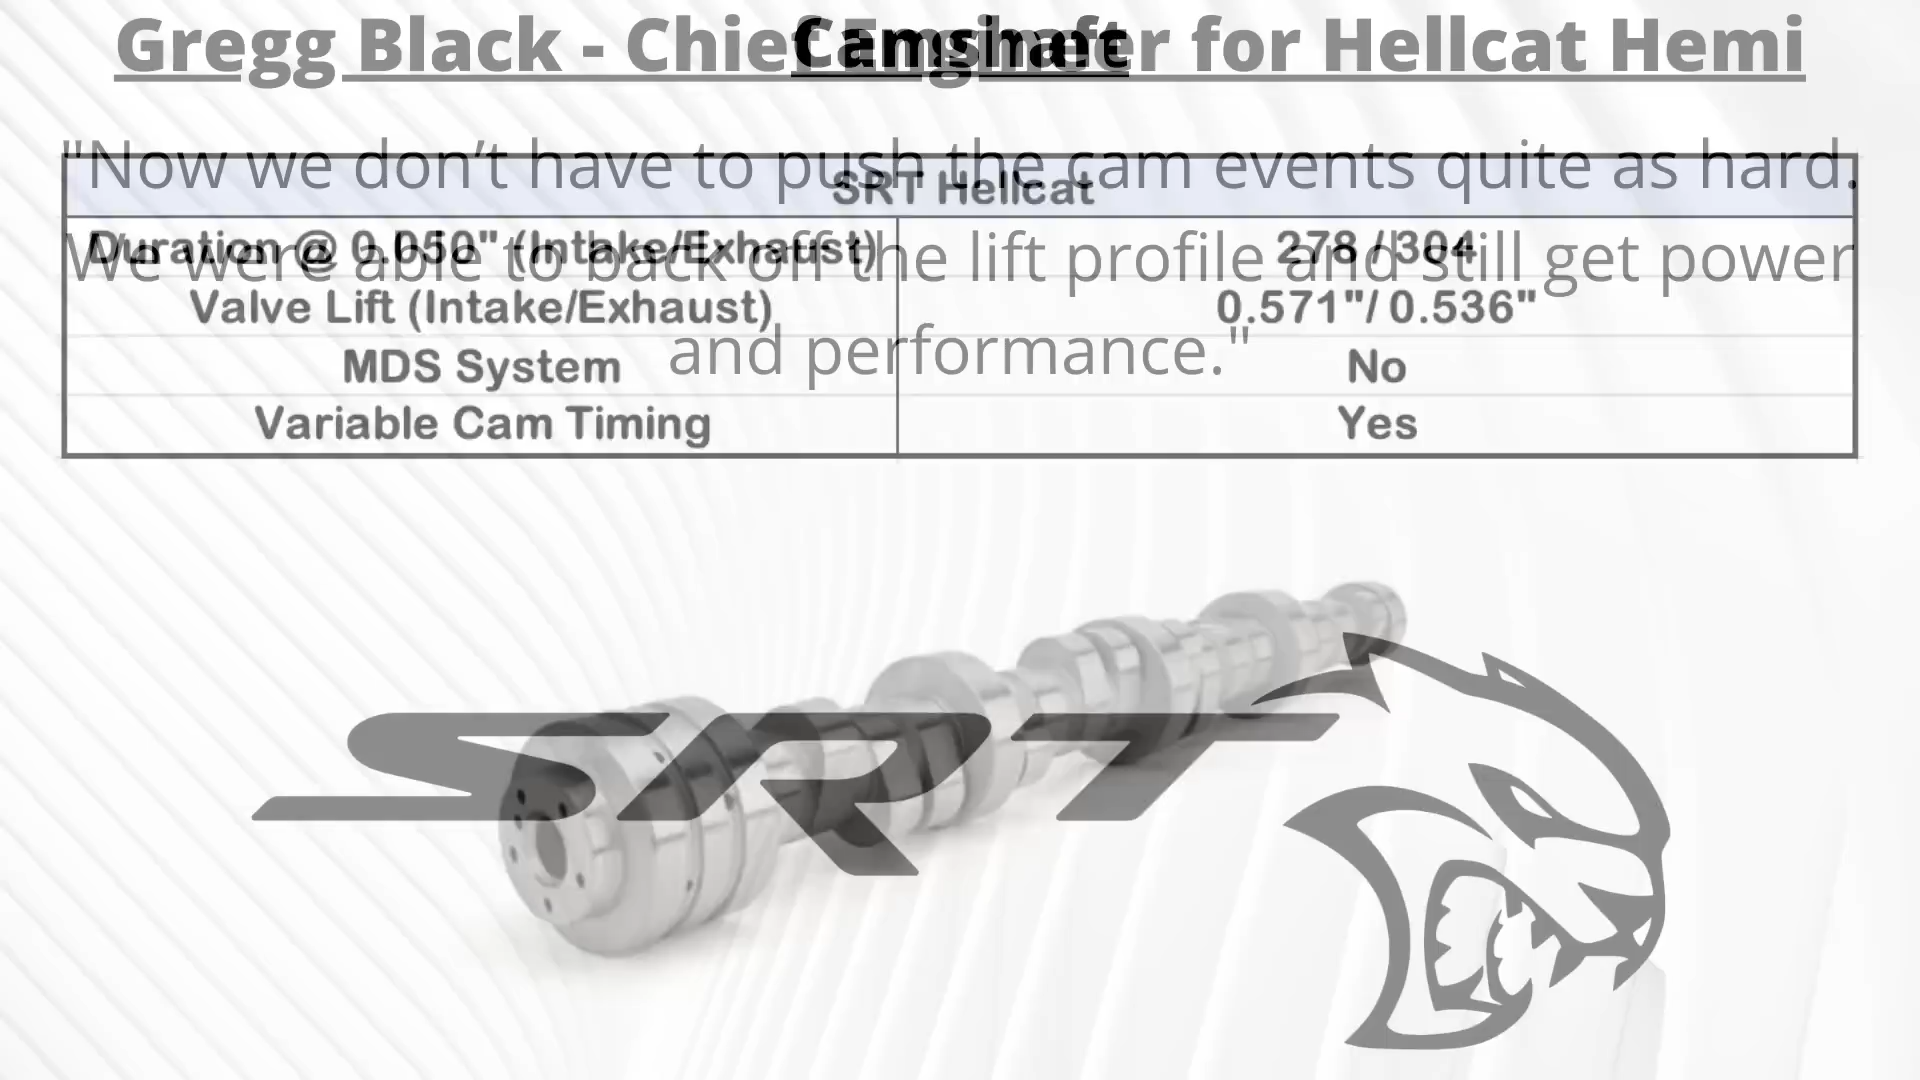 Gregg Black - Chief Engineer for Hellcat Hemi
Camshaft
"Now we don’t have to push the cam events quite as hard.
We were able to back off the lift profile and still get power
and performance."
SRT Hellcat
Duration @ 0.050" (Intake/Exhaust) 278 / 304
Valve Lift (Intake/Exhaust) 0.571"/ 0.536"
MDS System No
Variable Cam Timing Yes
SRT